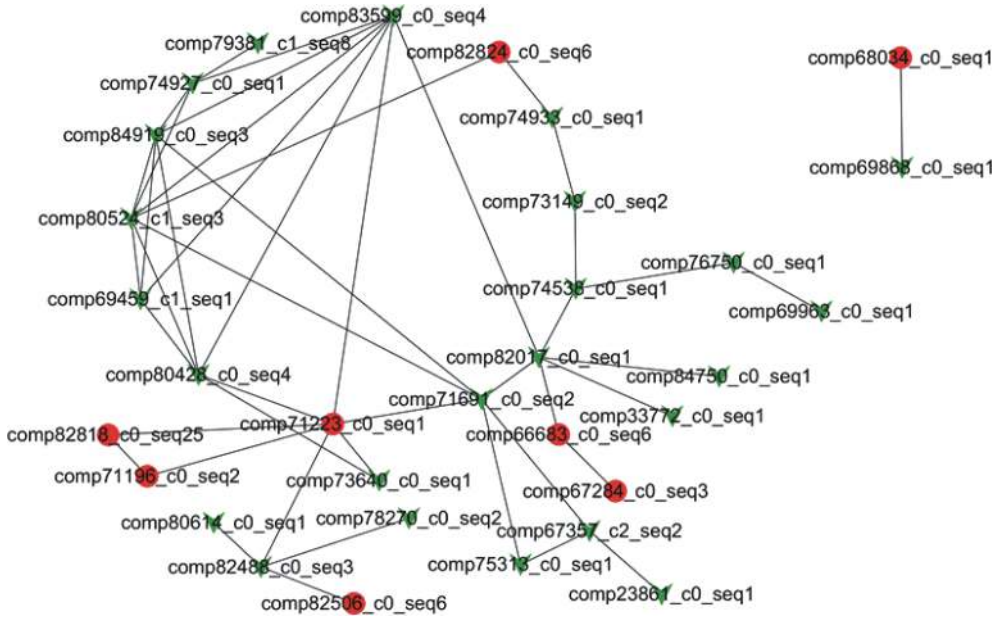 comp83599_c0_seq4
comp79381_c1_seq8
comp82824_c0_seq6
comp68034_c0_seq1
comp74927_c0_seq1
comp74933_c0_seq1
comp84919_c0_seq3
comp69868_c0_seq1
comp73149_c0_seq2
comp80524_c1_seq3
comp76750_c0_seq1
comp74538_c0_seq1
comp69459_c1_seq1
comp69963_c0_seq1
comp82017_c0_seq1
comp80428_c0_seq4
comp84750_c0_seq1
comp71691_c0_seq2
comp33772_c0_seq1
comp71223_c0_seq1
comp82818_c0_seq25
comp66683_c0_seq6
comp71196_c0_seq2
comp73640_c0_seq1
comp67284_c0_seq3
comp80614_c0_seq1
comp78270_c0_seq2
comp67357_c2_seq2
comp82488_c0_seq3
comp75313_c0_seq1
comp23861_c0_seq1
comp82506_c0_seq6